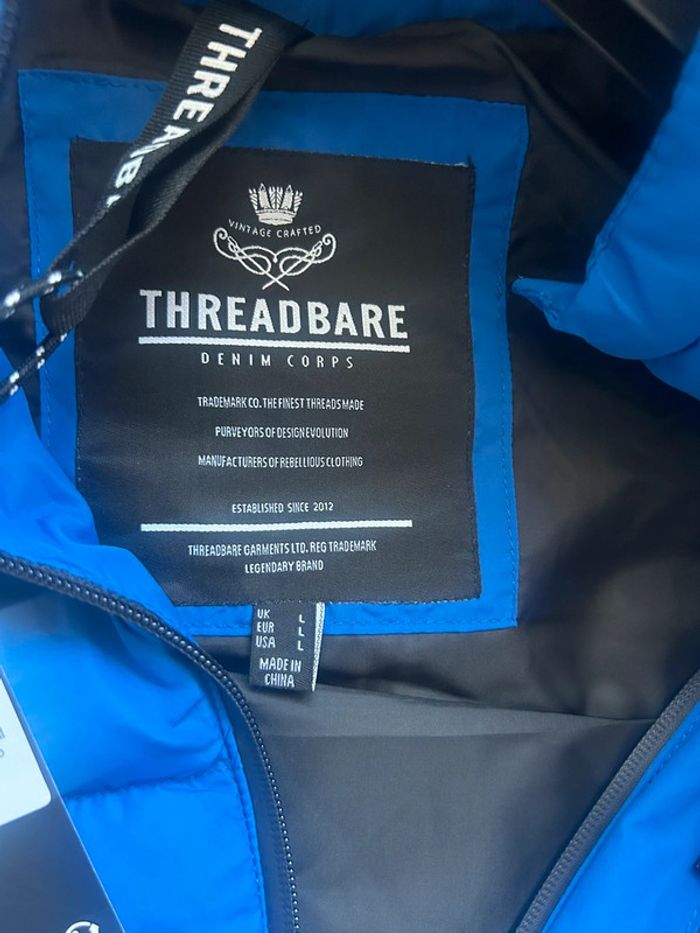 THREADBA
VINTAGE CRAFTED
THREADBARE
DENIM CORPS
TRADEMARK CO. THE FINEST THREADS MADE
PURVEYORS OF DESIGN EVOLUTION
MANUFACTURERS OF REBELLIOUS CLOTHING
ESTABLISHED SINCE 2012
THREADBARE GARMENTS LTD. REG TRADEMARK
LEGENDARY BRAND
UK L
EUR L
USA L
MADE IN
CHINA